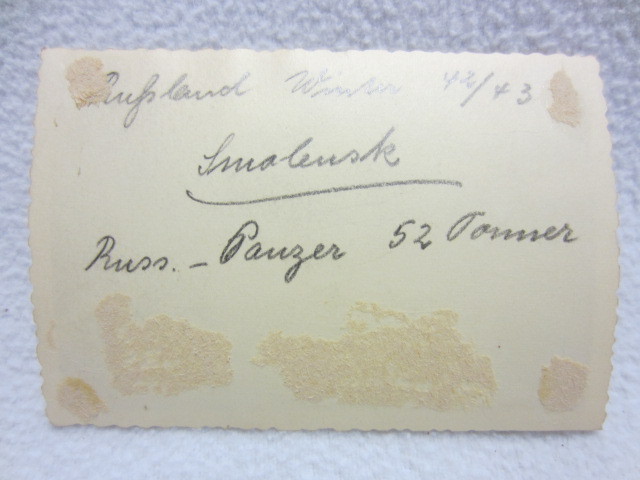 Rußland Winter 42/43
Smolensk
Russ. – Panzer 52 Tonner